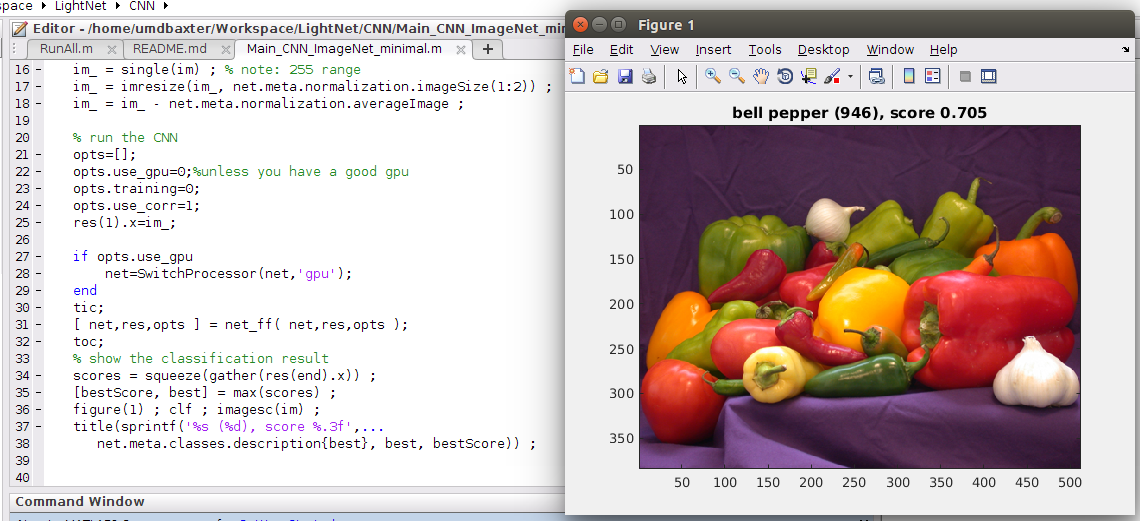 space ▸ LightNet ▸ CNN ▸
Editor - /home/umdbaxter/Workspace/LightNet/CNN/Main_CNN_ImageNet_mi
RunAll.m × README.md × Main_CNN_ImageNet_minimal.m × +
16 - im_ = single(im) ; % note: 255 range
17 - im_ = imresize(im_, net.meta.normalization.imageSize(1:2)) ;
18 - im_ = im_ - net.meta.normalization.averageImage ;
19
20 % run the CNN
21 - opts=[];
22 - opts.use_gpu=0;%unless you have a good gpu
23 - opts.training=0;
24 - opts.use_corr=1;
25 - res(1).x=im_;
26
27 - if opts.use_gpu
28 - net=SwitchProcessor(net,'gpu');
29 - end
30 - tic;
31 - [ net,res,opts ] = net_ff( net,res,opts );
32 - toc;
33 % show the classification result
34 - scores = squeeze(gather(res(end).x)) ;
35 - [bestScore, best] = max(scores) ;
36 - figure(1) ; clf ; imagesc(im) ;
37 - title(sprintf('%s (%d), score %.3f',...
38 net.meta.classes.description{best}, best, bestScore)) ;
39
40
Command Window
Figure 1
File Edit View Insert Tools Desktop Window Help
bell pepper (946), score 0.705
50
100
150
200
250
300
350
50 100 150 200 250 300 350 400 450 500